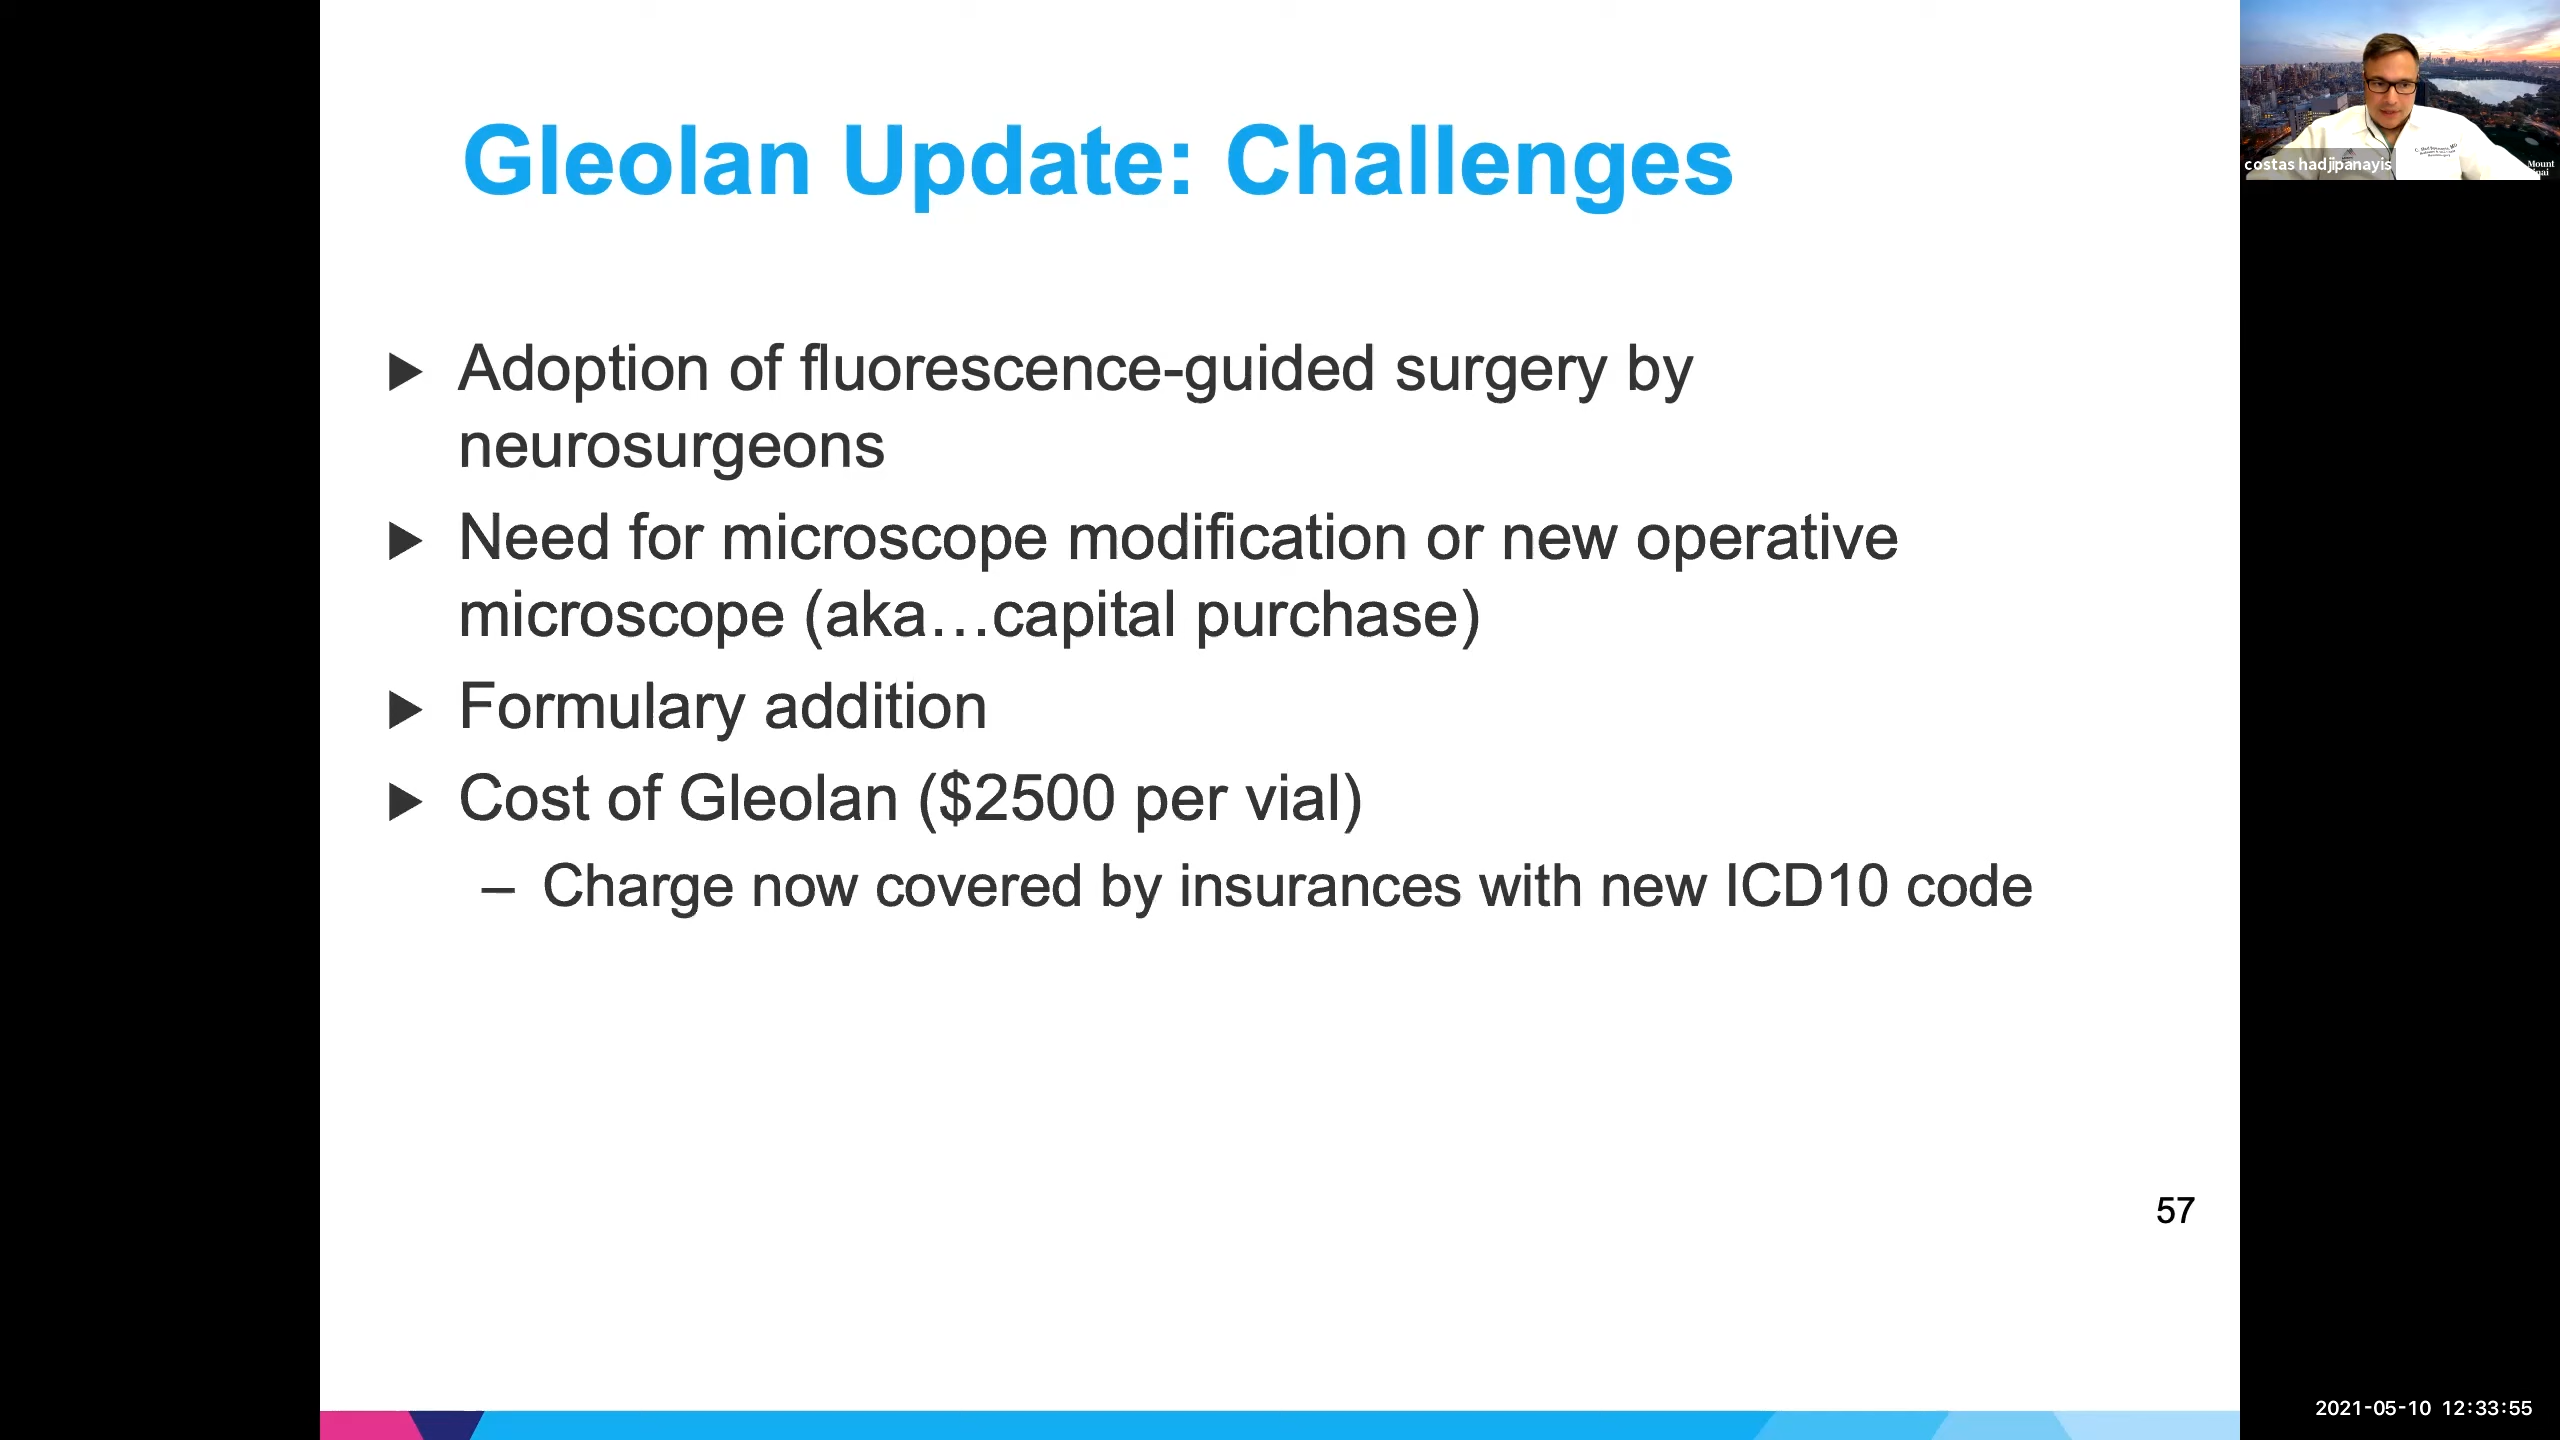 Gleolan Update: Challenges
▶ Adoption of fluorescence-guided surgery by
neurosurgeons
▶ Need for microscope modification or new operative
microscope (aka…capital purchase)
▶ Formulary addition
▶ Cost of Gleolan ($2500 per vial)
– Charge now covered by insurances with new ICD10 code
57
costas hadjipanayis
Mount
2021-05-10 12:33:55